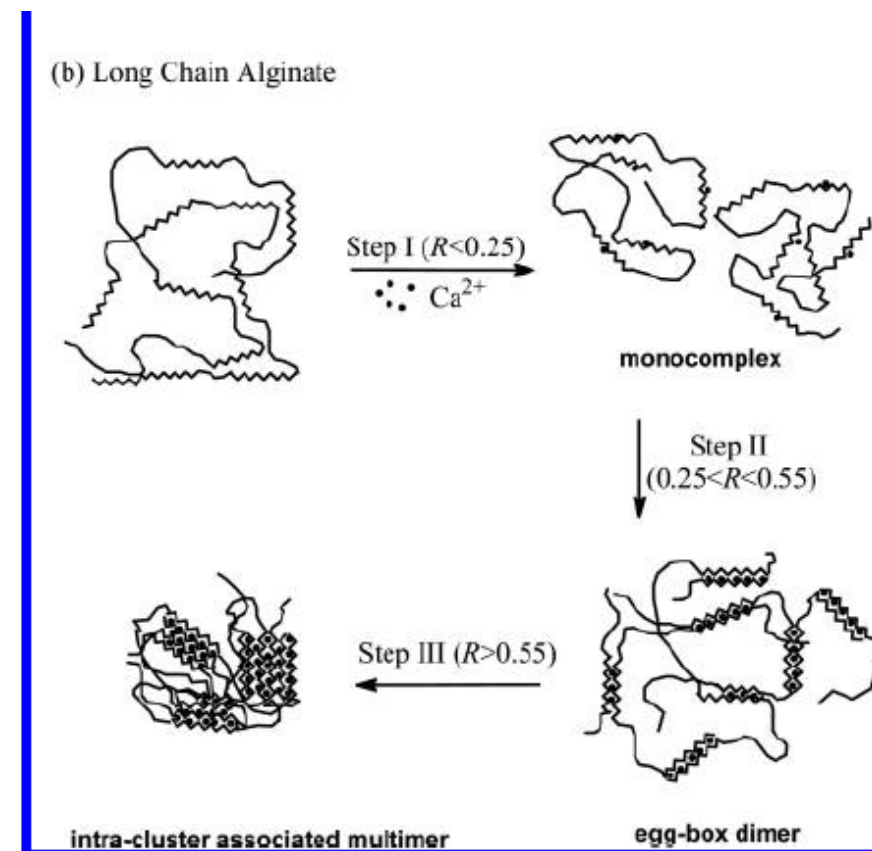 (b) Long Chain Alginate
Step I (R<0.25)
Ca²⁺
monocomplex
Step II
(0.25<R<0.55)
Step III (R>0.55)
intra-cluster associated multimer
egg-box dimer